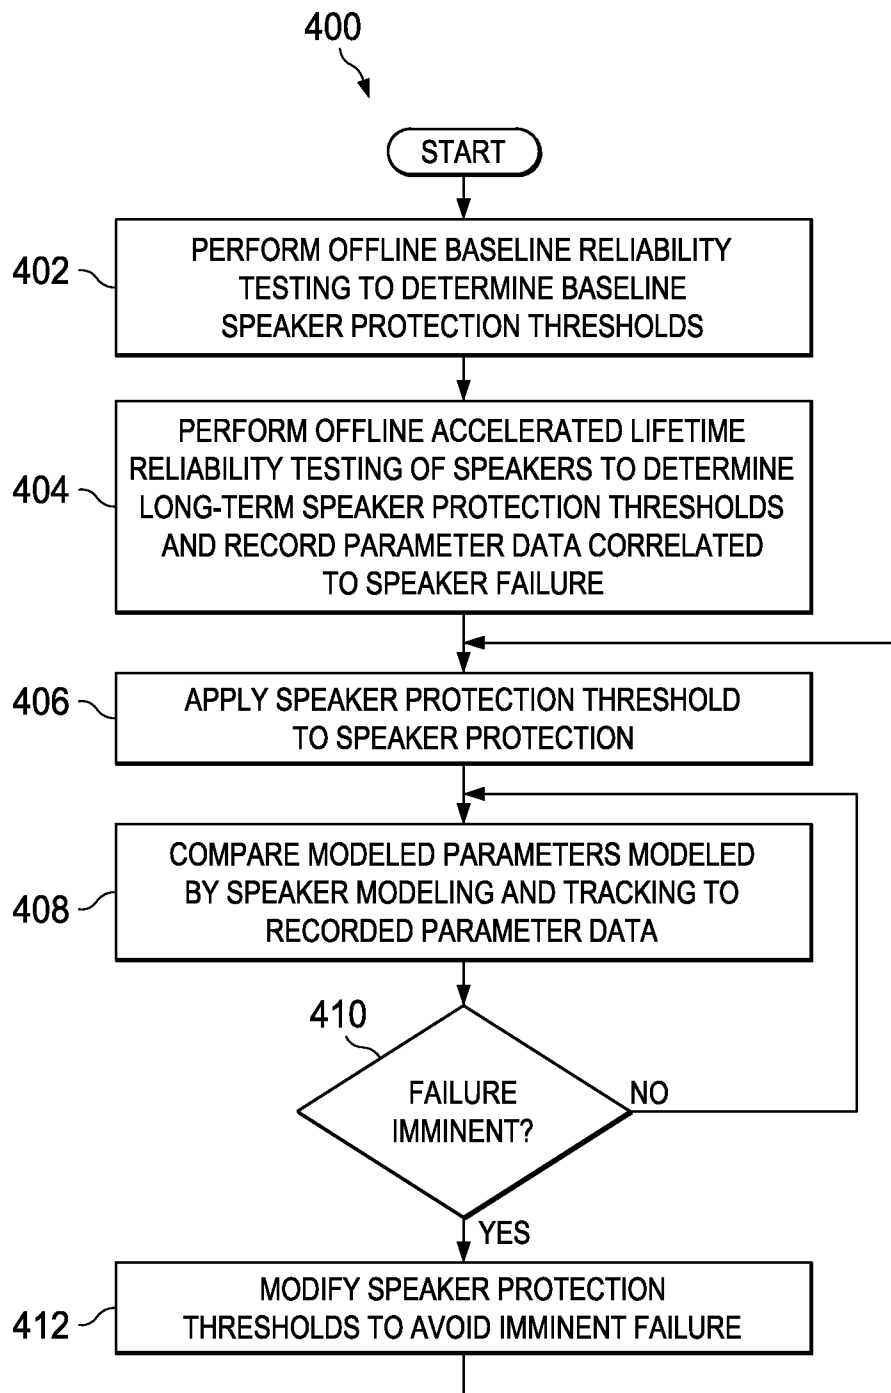 400
START
402
PERFORM OFFLINE BASELINE RELIABILITY
TESTING TO DETERMINE BASELINE
SPEAKER PROTECTION THRESHOLDS
404
PERFORM OFFLINE ACCELERATED LIFETIME
RELIABILITY TESTING OF SPEAKERS TO DETERMINE
LONG-TERM SPEAKER PROTECTION THRESHOLDS
AND RECORD PARAMETER DATA CORRELATED
TO SPEAKER FAILURE
406
APPLY SPEAKER PROTECTION THRESHOLD
TO SPEAKER PROTECTION
408
COMPARE MODELED PARAMETERS MODELED
BY SPEAKER MODELING AND TRACKING TO
RECORDED PARAMETER DATA
410
FAILURE
IMMINENT?
NO
YES
412
MODIFY SPEAKER PROTECTION
THRESHOLDS TO AVOID IMMINENT FAILURE